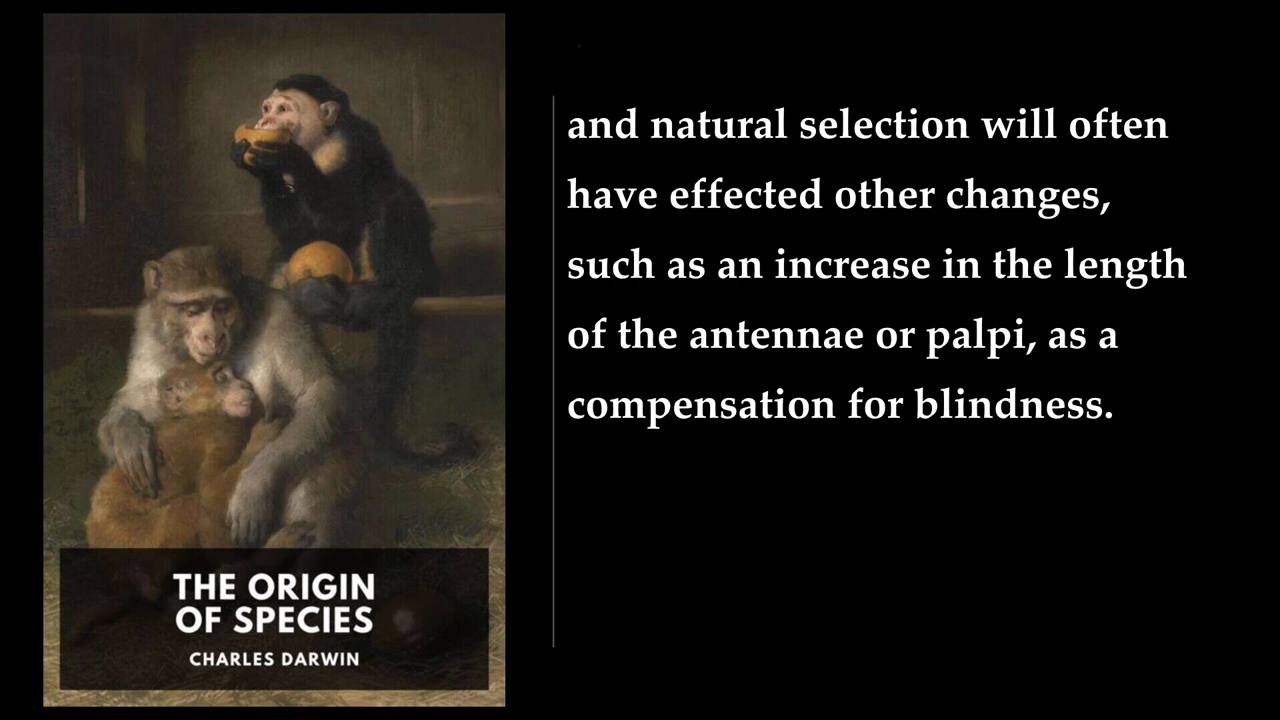 and natural selection will often
have effected other changes,
such as an increase in the length
of the antennae or palpi, as a
compensation for blindness.
THE ORIGIN
OF SPECIES
CHARLES DARWIN